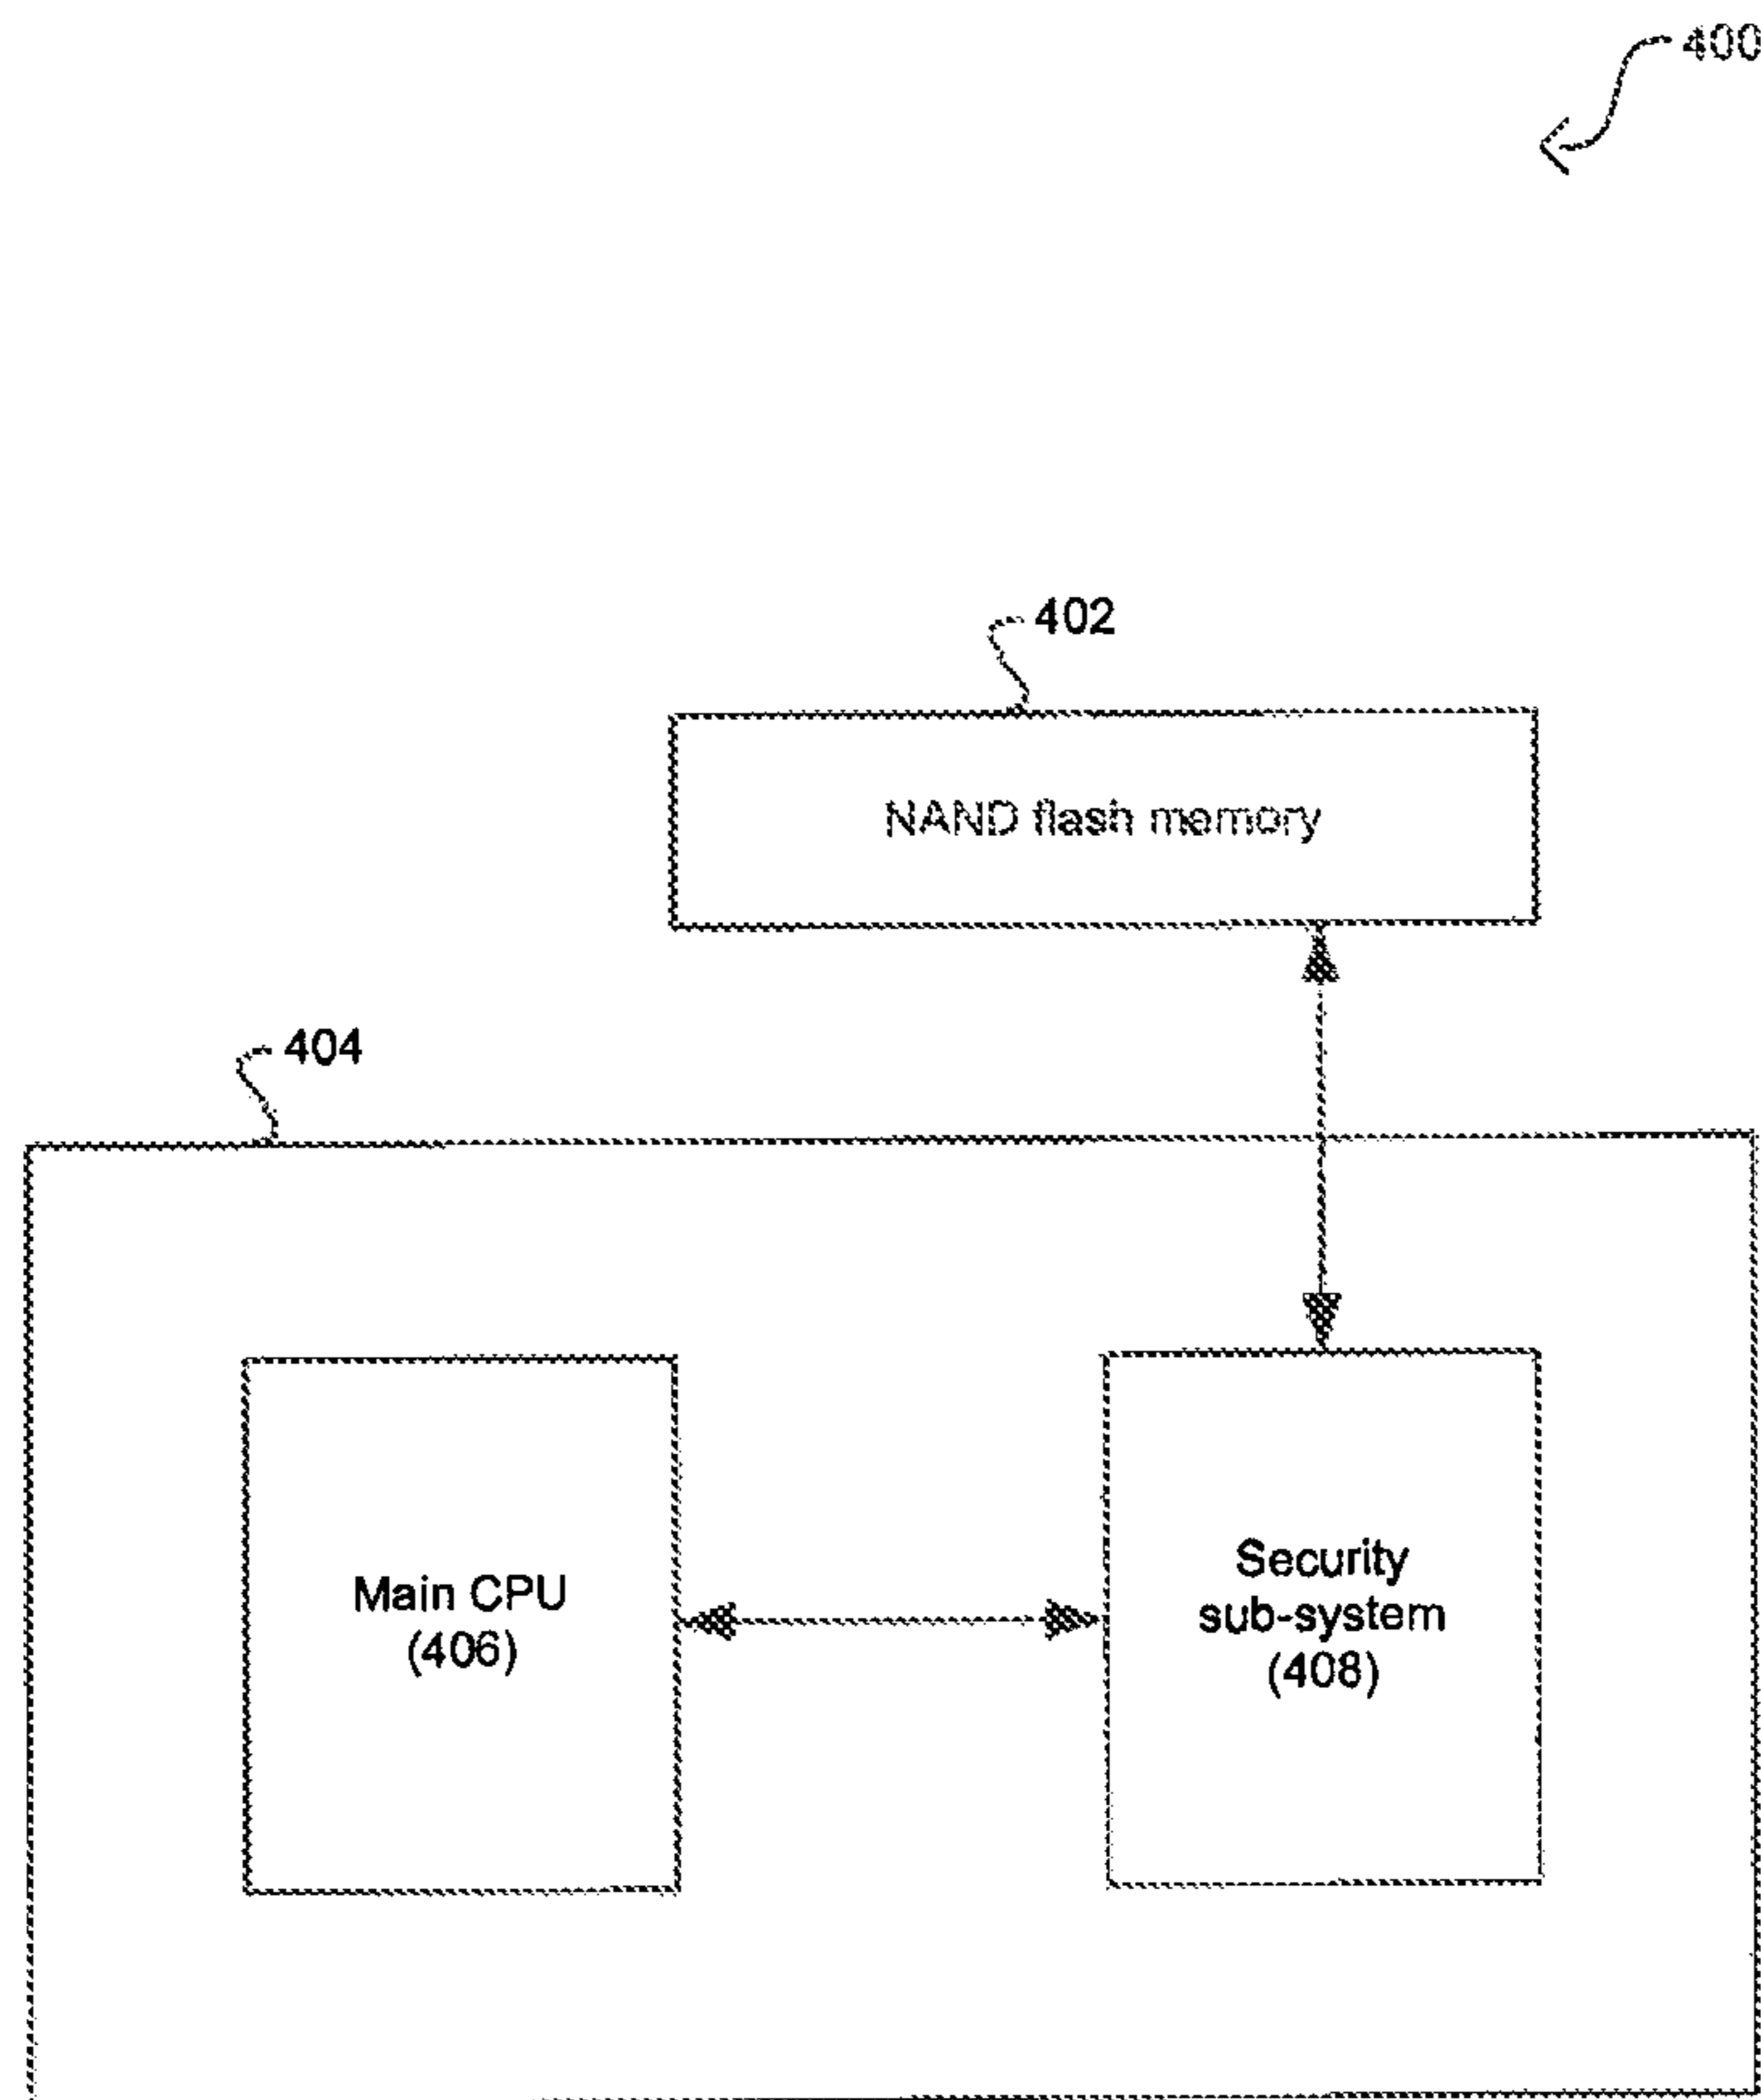 400
402
NAND flash memory
404
Main CPU
(406)
Security
sub-system
(408)